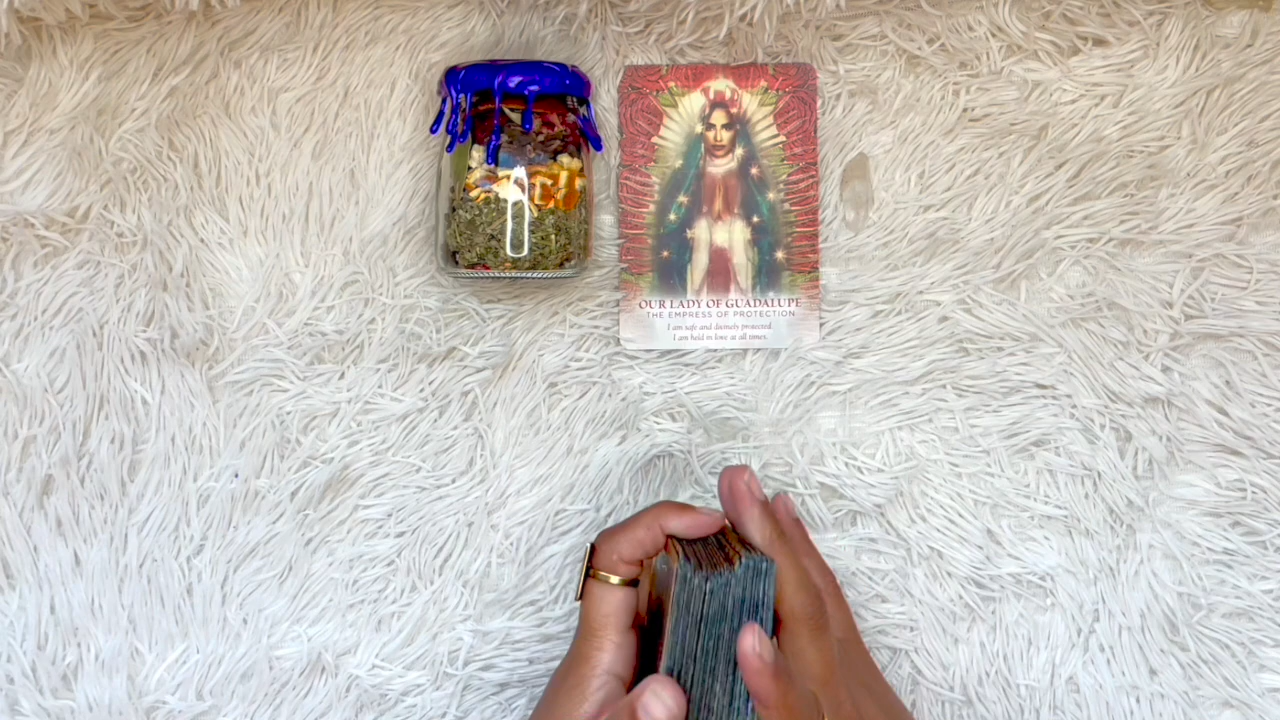 OUR LADY OF GUADALUPE
THE EMPRESS OF PROTECTION
I am safe and divinely protected.
I am held in love at all times.